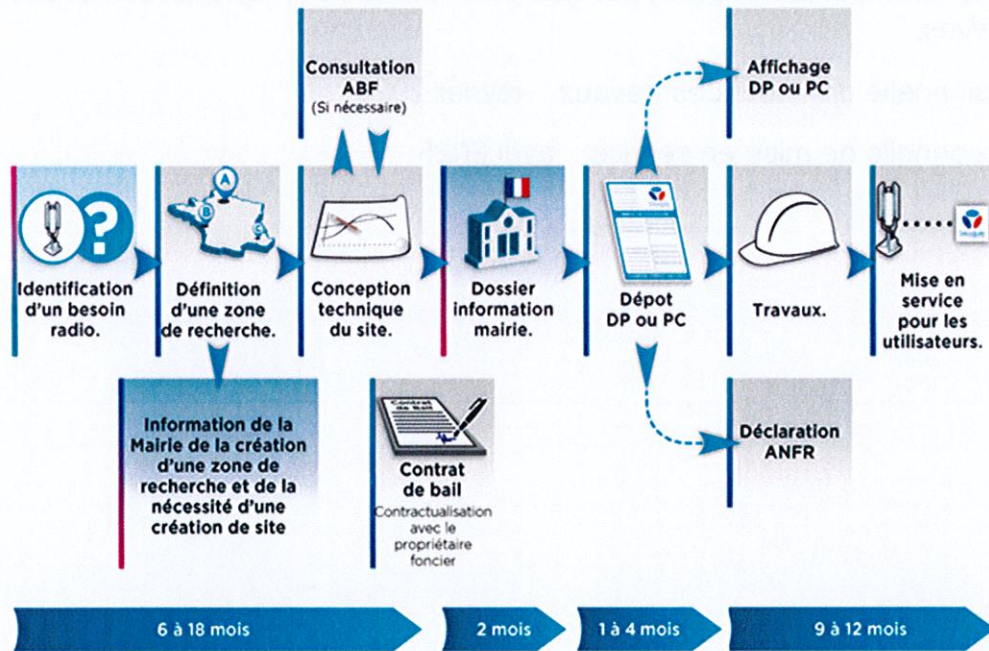 Consultation
ABF
(Si nécessaire)
Affichage
DP ou PC
A
B
C
?
Identification
d'un besoin
radio.
Définition
d'une zone
de recherche.
Conception
technique
du site.
Dossier
information
mairie.
Dépot
DP ou PC
Travaux.
Mise en
service
pour les
utilisateurs.
Information de la
Mairie de la création
d'une zone de
recherche et de la
nécessité d'une
création de site
Contrat
de Bail
Contrat
de bail
Contractualisation
avec le
propriétaire
foncier
Déclaration
ANFR
6 à 18 mois
2 mois
1 à 4 mois
9 à 12 mois